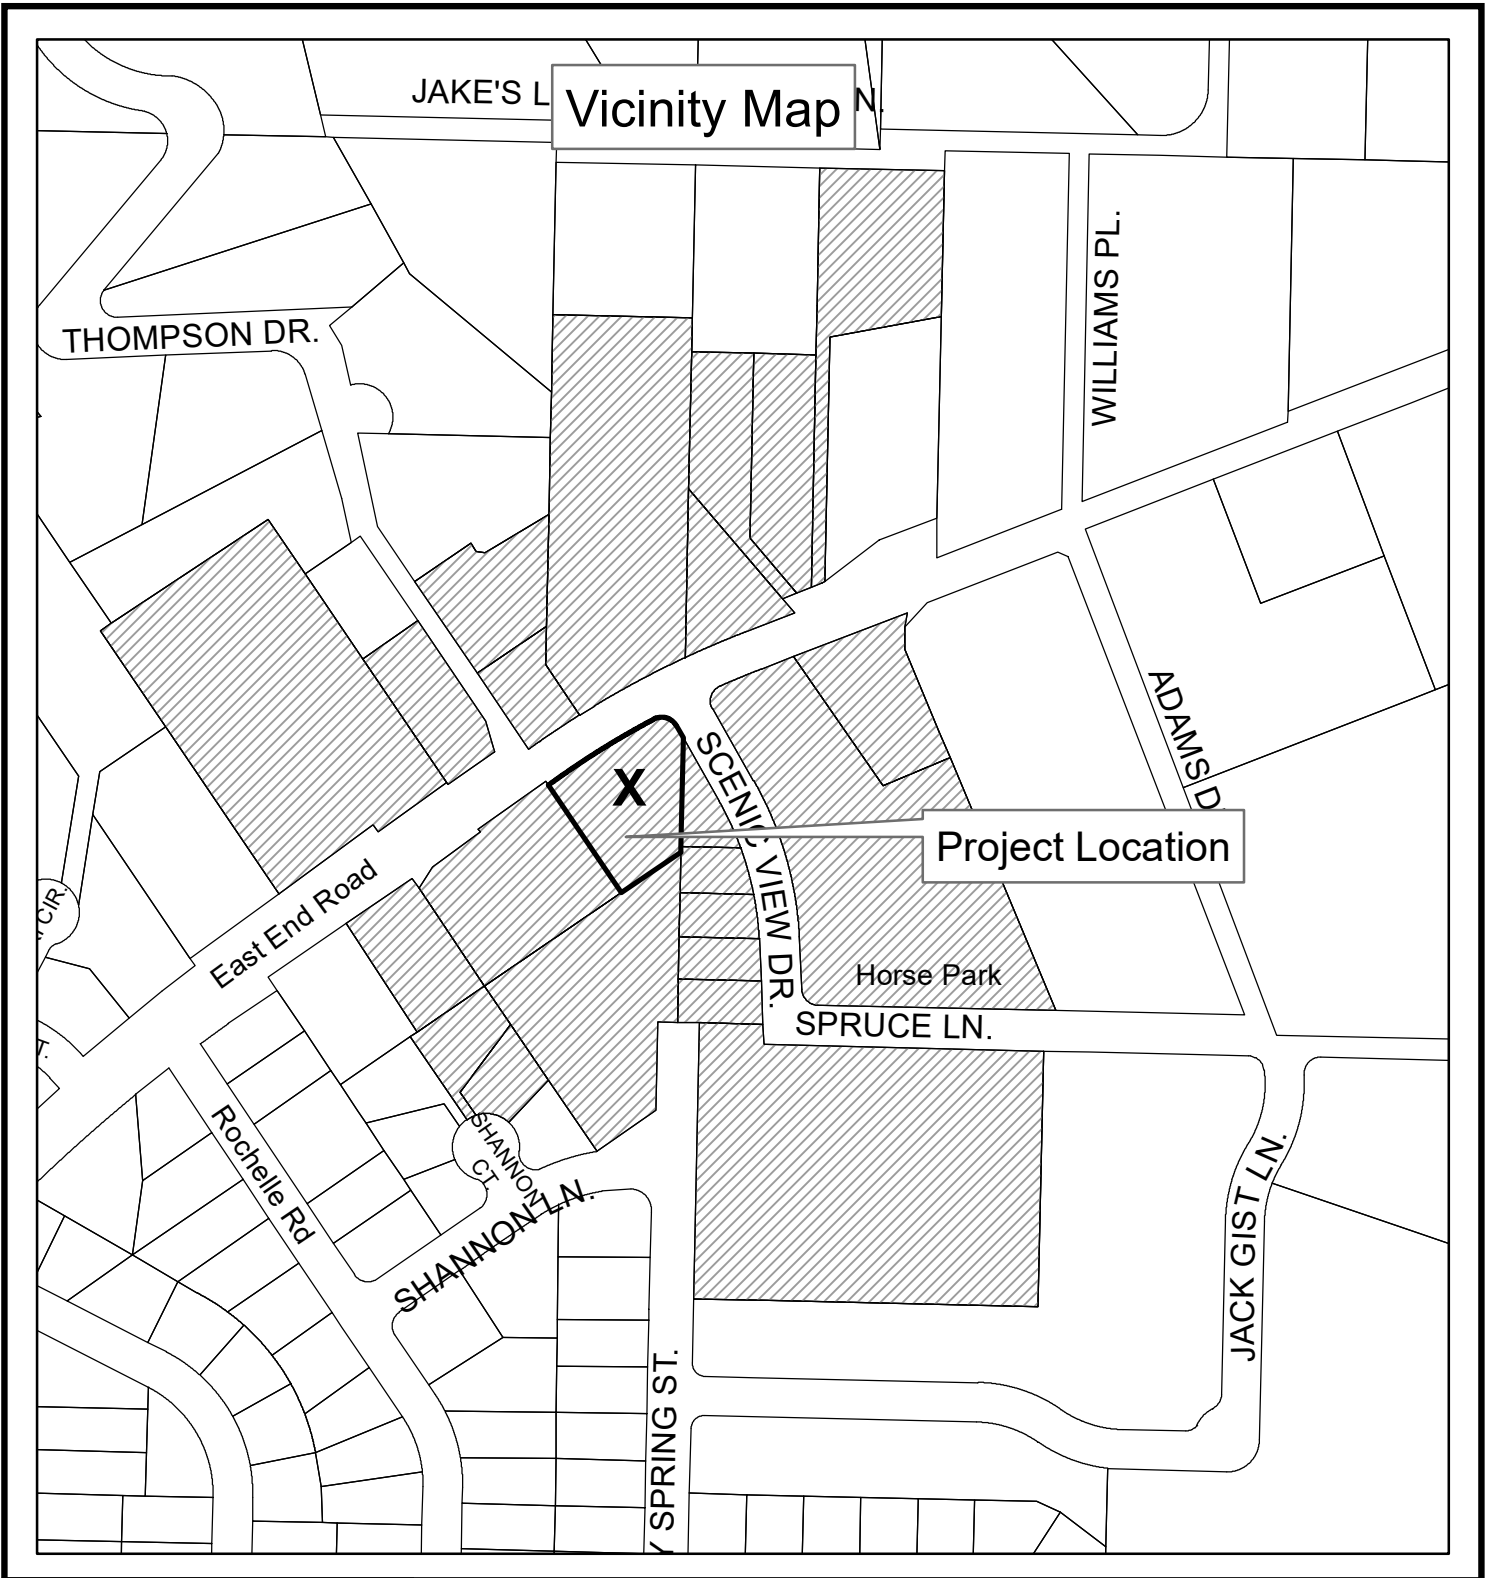 JAKE'S L
N.
Vicinity Map
WILLIAMS PL.
THOMPSON DR.
ADAMS D
SCENIC VIEW DR.
X
Project Location
CIR.
East End Road
Horse Park
SPRUCE LN.
T.
Rochelle Rd
SHANNON
CT.
SHANNON LN.
JACK GIST LN.
Y SPRING ST.